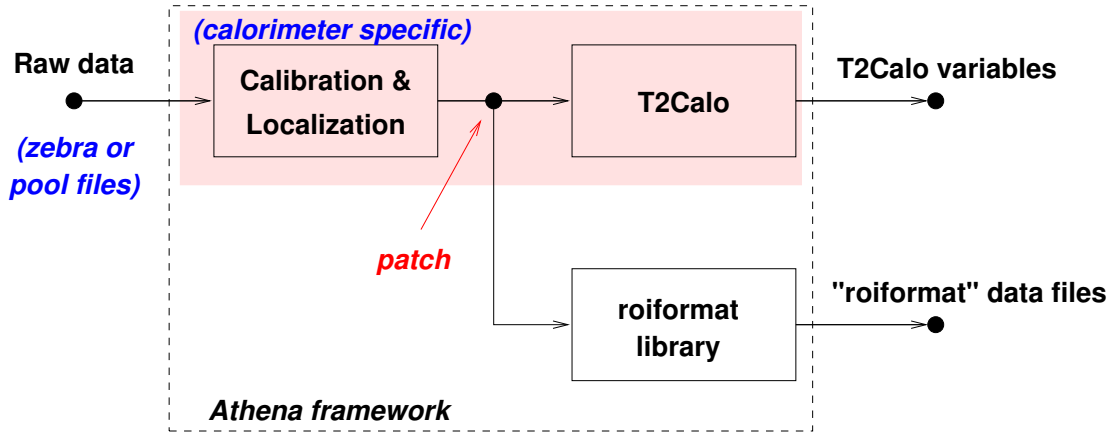 (calorimeter specific)
Raw data
Calibration &
Localization
T2Calo
T2Calo variables
(zebra or
pool files)
patch
roiformat
library
"roiformat" data files
Athena framework